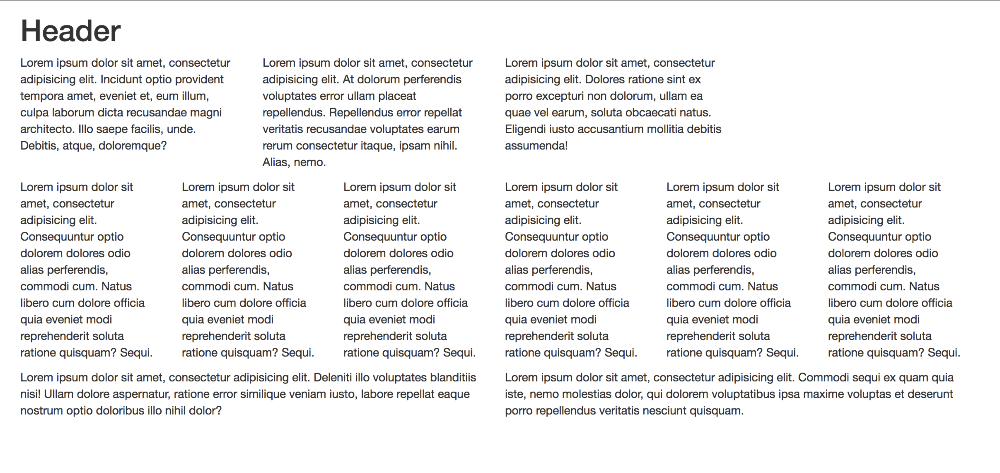 Header
Lorem ipsum dolor sit amet, consectetur
adipisicing elit. Incidunt optio provident
tempora amet, eveniet et, eum illum,
culpa laborum dicta recusandae magni
architecto. Illo saepe facilis, unde.
Debitis, atque, doloremque?
Lorem ipsum dolor sit amet, consectetur
adipisicing elit. At dolorum perferendis
voluptates error ullam placeat
repellendus. Repellendus error repellat
veritatis recusandae voluptates earum
rerum consectetur itaque, ipsam nihil.
Alias, nemo.
Lorem ipsum dolor sit amet, consectetur
adipisicing elit. Dolores ratione sint ex
porro excepturi non dolorum, ullam ea
quae vel earum, soluta obcaecati natus.
Eligendi iusto accusantium mollitia debitis
assumenda!
Lorem ipsum dolor sit
amet, consectetur
adipisicing elit.
Consequuntur optio
dolorem dolores odio
alias perferendis,
commodi cum. Natus
libero cum dolore officia
quia eveniet modi
reprehenderit soluta
ratione quisquam? Sequi.
Lorem ipsum dolor sit
amet, consectetur
adipisicing elit.
Consequuntur optio
dolorem dolores odio
alias perferendis,
commodi cum. Natus
libero cum dolore officia
quia eveniet modi
reprehenderit soluta
ratione quisquam? Sequi.
Lorem ipsum dolor sit
amet, consectetur
adipisicing elit.
Consequuntur optio
dolorem dolores odio
alias perferendis,
commodi cum. Natus
libero cum dolore officia
quia eveniet modi
reprehenderit soluta
ratione quisquam? Sequi.
Lorem ipsum dolor sit
amet, consectetur
adipisicing elit.
Consequuntur optio
dolorem dolores odio
alias perferendis,
commodi cum. Natus
libero cum dolore officia
quia eveniet modi
reprehenderit soluta
ratione quisquam? Sequi.
Lorem ipsum dolor sit
amet, consectetur
adipisicing elit.
Consequuntur optio
dolorem dolores odio
alias perferendis,
commodi cum. Natus
libero cum dolore officia
quia eveniet modi
reprehenderit soluta
ratione quisquam? Sequi.
Lorem ipsum dolor sit
amet, consectetur
adipisicing elit.
Consequuntur optio
dolorem dolores odio
alias perferendis,
commodi cum. Natus
libero cum dolore officia
quia eveniet modi
reprehenderit soluta
ratione quisquam? Sequi.
Lorem ipsum dolor sit amet, consectetur adipisicing elit. Deleniti illo voluptates blanditiis
nisi! Ullam dolore aspernatur, ratione error similique veniam iusto, labore repellat eaque
nostrum optio doloribus illo nihil dolor?
Lorem ipsum dolor sit amet, consectetur adipisicing elit. Commodi sequi ex quam quia
iste, nemo molestias dolor, qui dolorem voluptatibus ipsa maxime voluptas et deserunt
porro repellendus veritatis nesciunt quisquam.